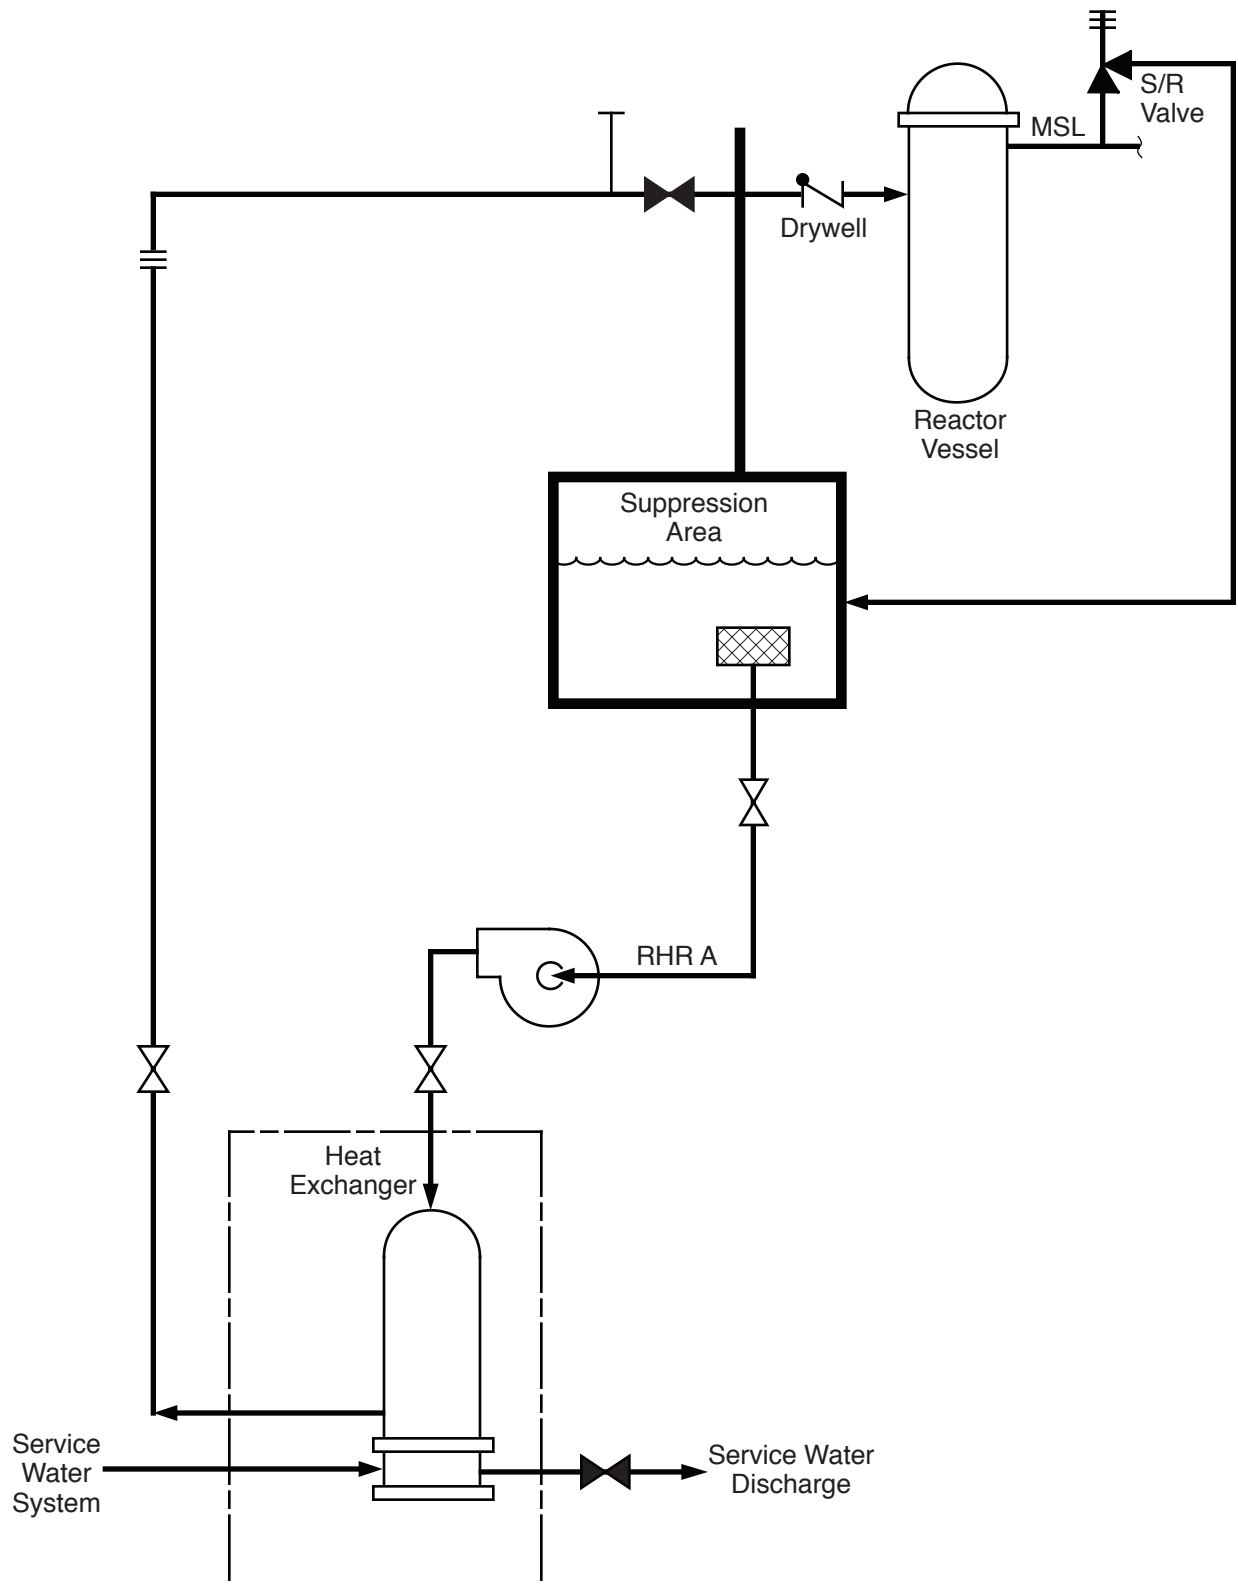 S/R
Valve
MSL
Drywell
Reactor
Vessel
Suppression
Area
RHR A
Heat
Exchanger
Service
Water
System
Service Water
Discharge